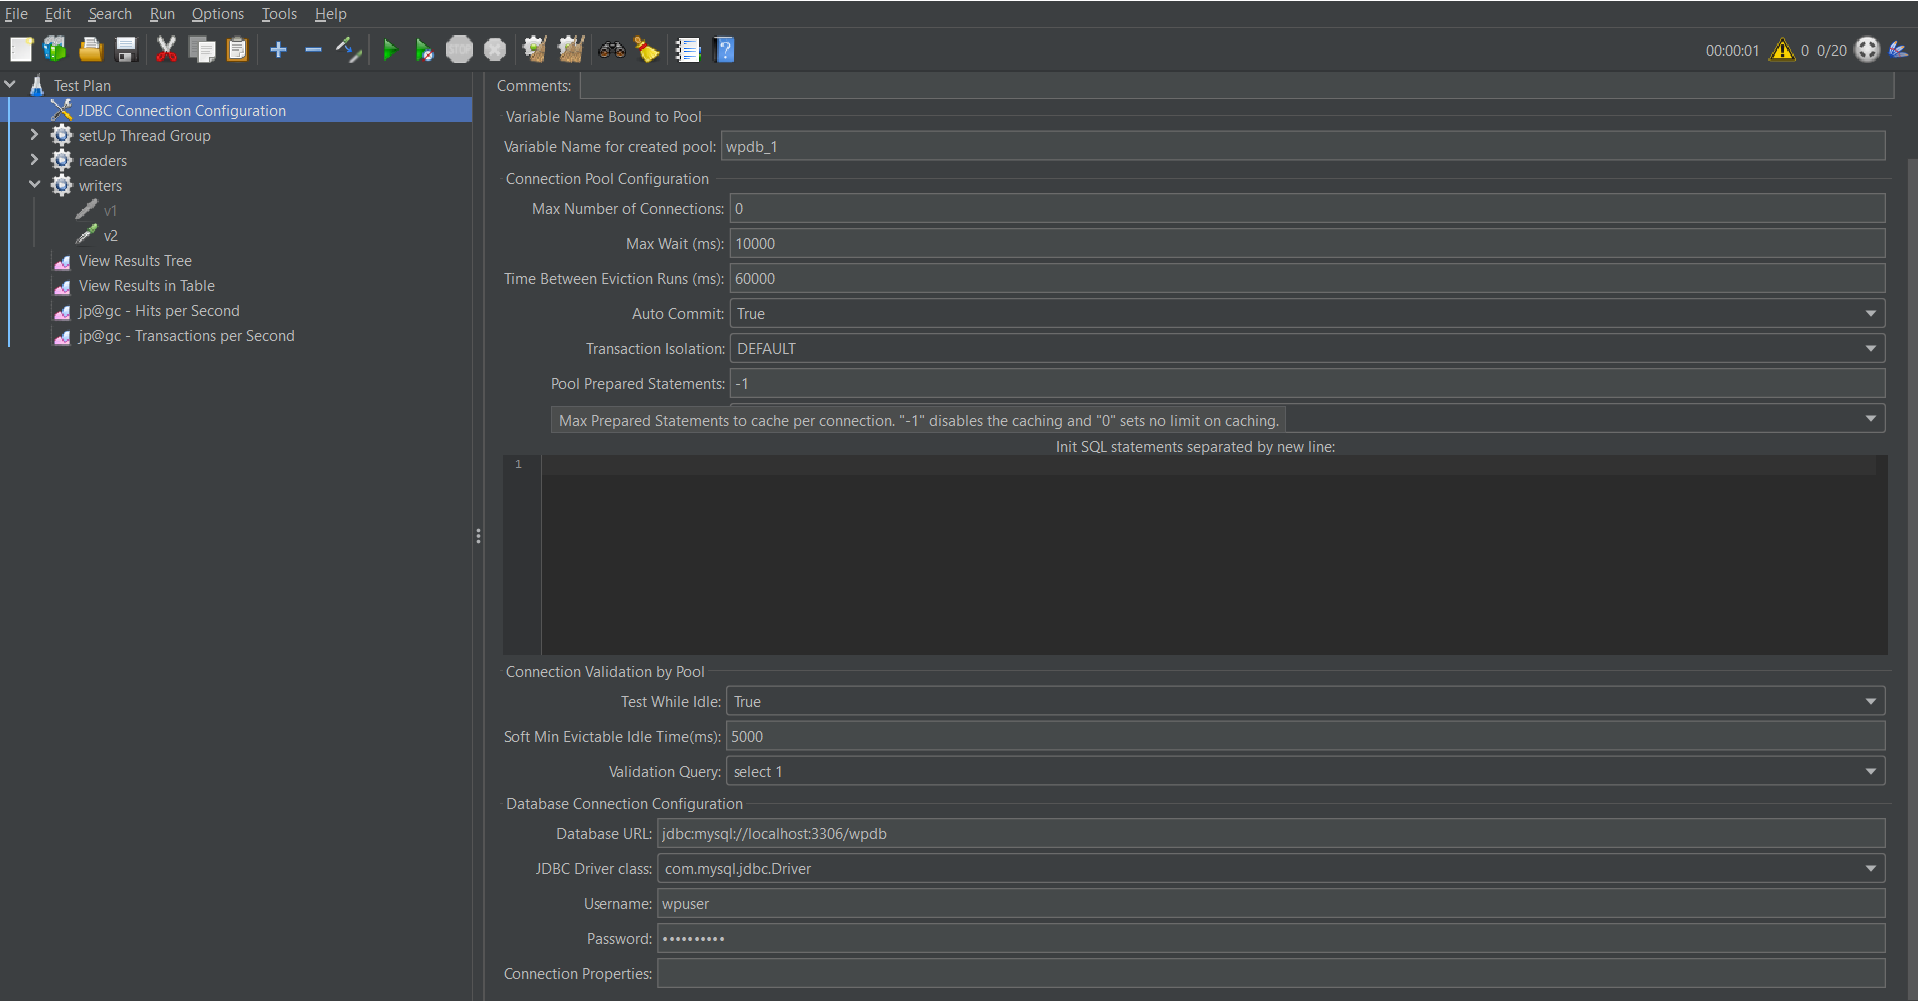 File Edit Search Run Options Tools Help
STOP
00:00:01 0 0/20
Test Plan
JDBC Connection Configuration
setUp Thread Group
readers
writers
v1
v2
View Results Tree
View Results in Table
jp@gc - Hits per Second
jp@gc - Transactions per Second
Comments:
Variable Name Bound to Pool
Variable Name for created pool: wpdb_1
Connection Pool Configuration
Max Number of Connections: 0
Max Wait (ms): 10000
Time Between Eviction Runs (ms): 60000
Auto Commit: True
Transaction Isolation: DEFAULT
Pool Prepared Statements: -1
Max Prepared Statements to cache per connection. "-1" disables the caching and "0" sets no limit on caching.
Init SQL statements separated by new line:
1
Connection Validation by Pool
Test While Idle: True
Soft Min Evictable Idle Time(ms): 5000
Validation Query: select 1
Database Connection Configuration
Database URL: jdbc:mysql://localhost:3306/wpdb
JDBC Driver class: com.mysql.jdbc.Driver
Username: wpuser
Password: ••••••••••
Connection Properties: